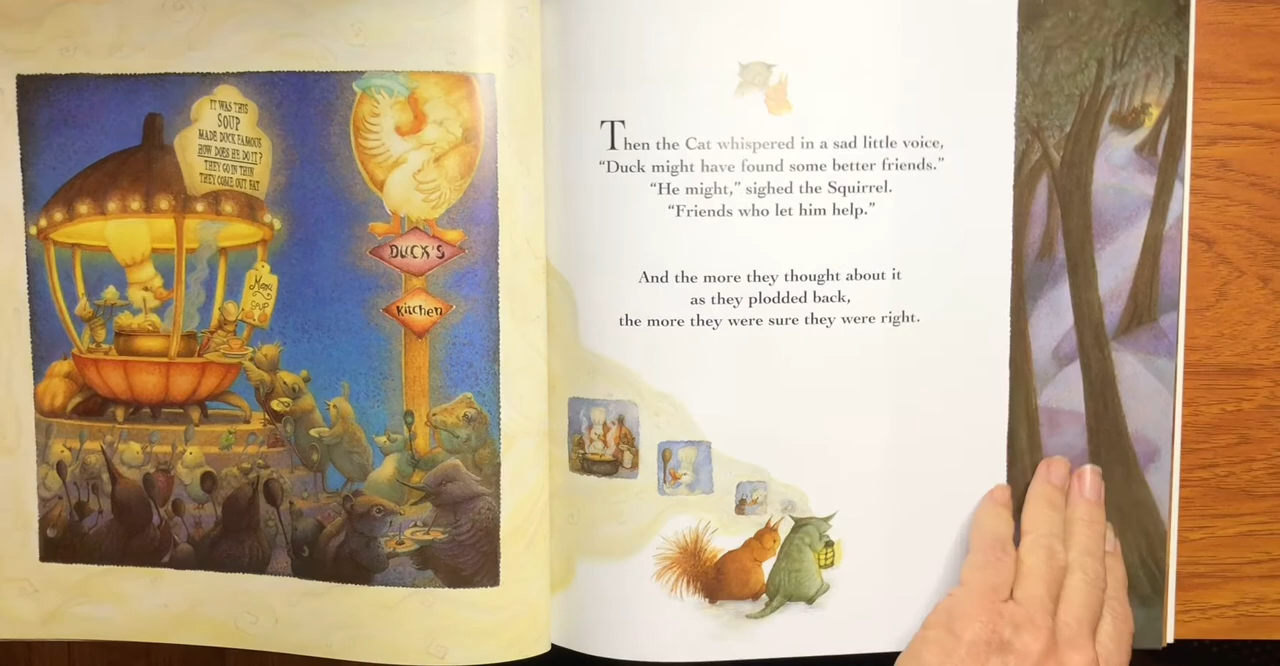 IT WAS THIS
SOUP
MADE DUCK FAMOUS
HOW DOES HE DO IT?
THEY GO IN THIN
THEY COME OUT FAT
DUCK'S
Kitchen
Menu
SOUP
Then the Cat whispered in a sad little voice,
“Duck might have found some better friends.”
“He might,” sighed the Squirrel.
“Friends who let him help.”
And the more they thought about it
as they plodded back,
the more they were sure they were right.